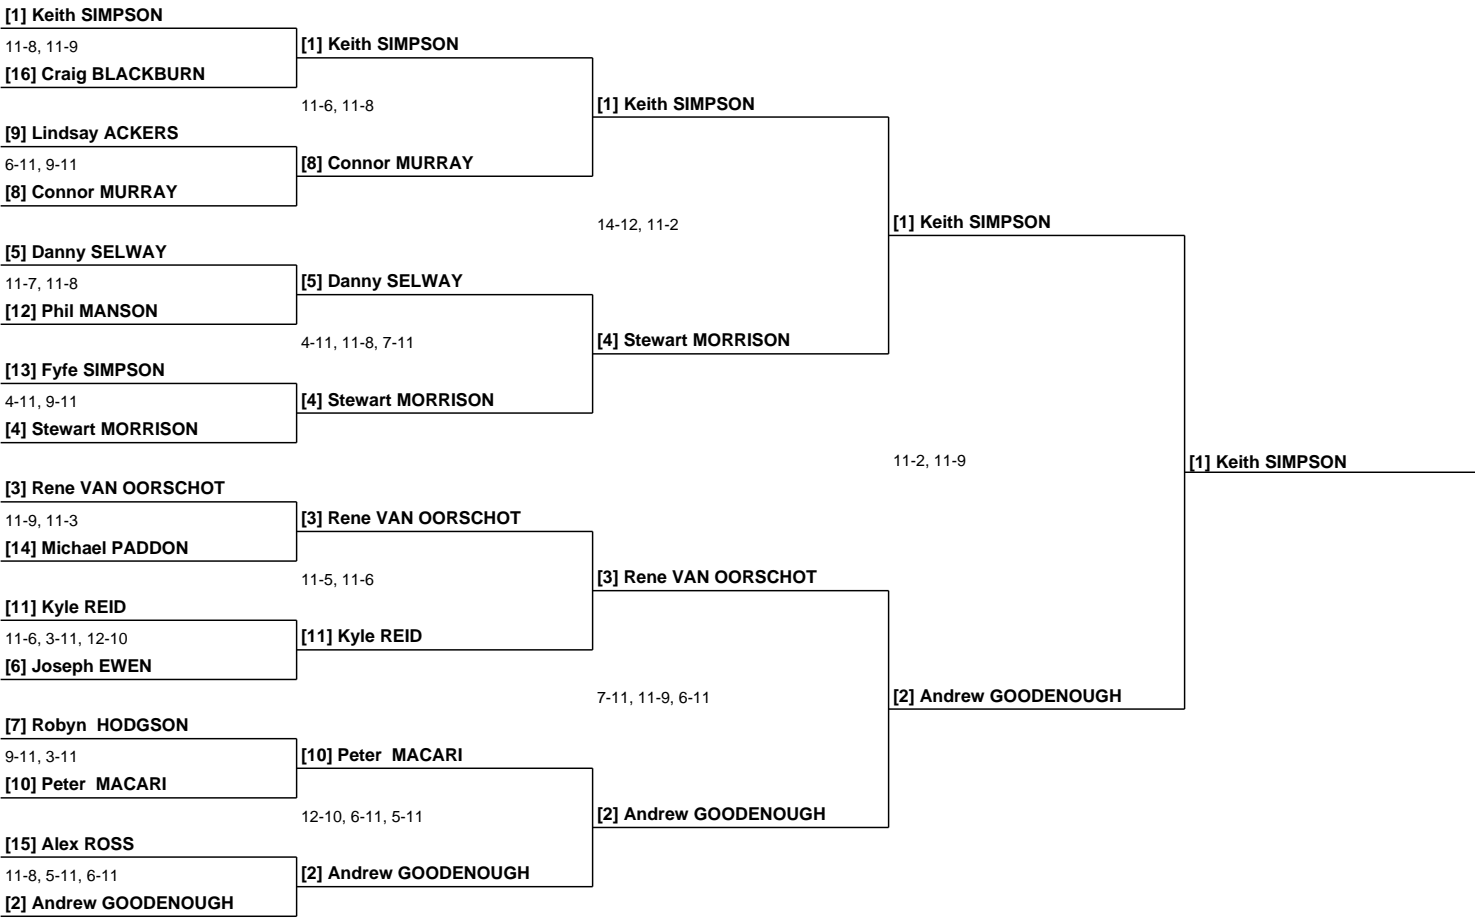 [1] Keith SIMPSON
11-8, 11-9
[16] Craig BLACKBURN
[9] Lindsay ACKERS
6-11, 9-11
[8] Connor MURRAY
[5] Danny SELWAY
11-7, 11-8
[12] Phil MANSON
[13] Fyfe SIMPSON
4-11, 9-11
[4] Stewart MORRISON
[3] Rene VAN OORSCHOT
11-9, 11-3
[14] Michael PADDON
[11] Kyle REID
11-6, 3-11, 12-10
[6] Joseph EWEN
[7] Robyn  HODGSON
9-11, 3-11
[10] Peter  MACARI
[15] Alex ROSS
11-8, 5-11, 6-11
[2] Andrew GOODENOUGH
[1] Keith SIMPSON
11-6, 11-8
[8] Connor MURRAY
[5] Danny SELWAY
4-11, 11-8, 7-11
[4] Stewart MORRISON
[3] Rene VAN OORSCHOT
11-5, 11-6
[11] Kyle REID
[10] Peter  MACARI
12-10, 6-11, 5-11
[2] Andrew GOODENOUGH
[1] Keith SIMPSON
14-12, 11-2
[4] Stewart MORRISON
[3] Rene VAN OORSCHOT
7-11, 11-9, 6-11
[2] Andrew GOODENOUGH
[1] Keith SIMPSON
11-2, 11-9
[2] Andrew GOODENOUGH
[1] Keith SIMPSON